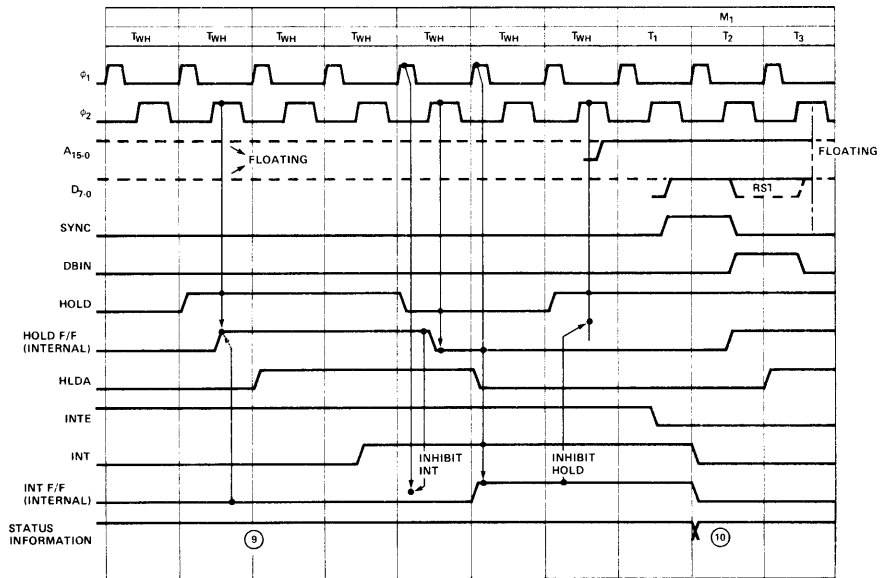 M1
TWH TWH TWH TWH TWH TWH TWH T1 T2 T3
φ1
φ2
A15-0
FLOATING
FLOATING
D7-0
RST
SYNC
DBIN
HOLD
HOLD F/F
(INTERNAL)
HLDA
INTE
INT
INHIBIT
INT
INHIBIT
HOLD
INT F/F
(INTERNAL)
STATUS
INFORMATION
9
10